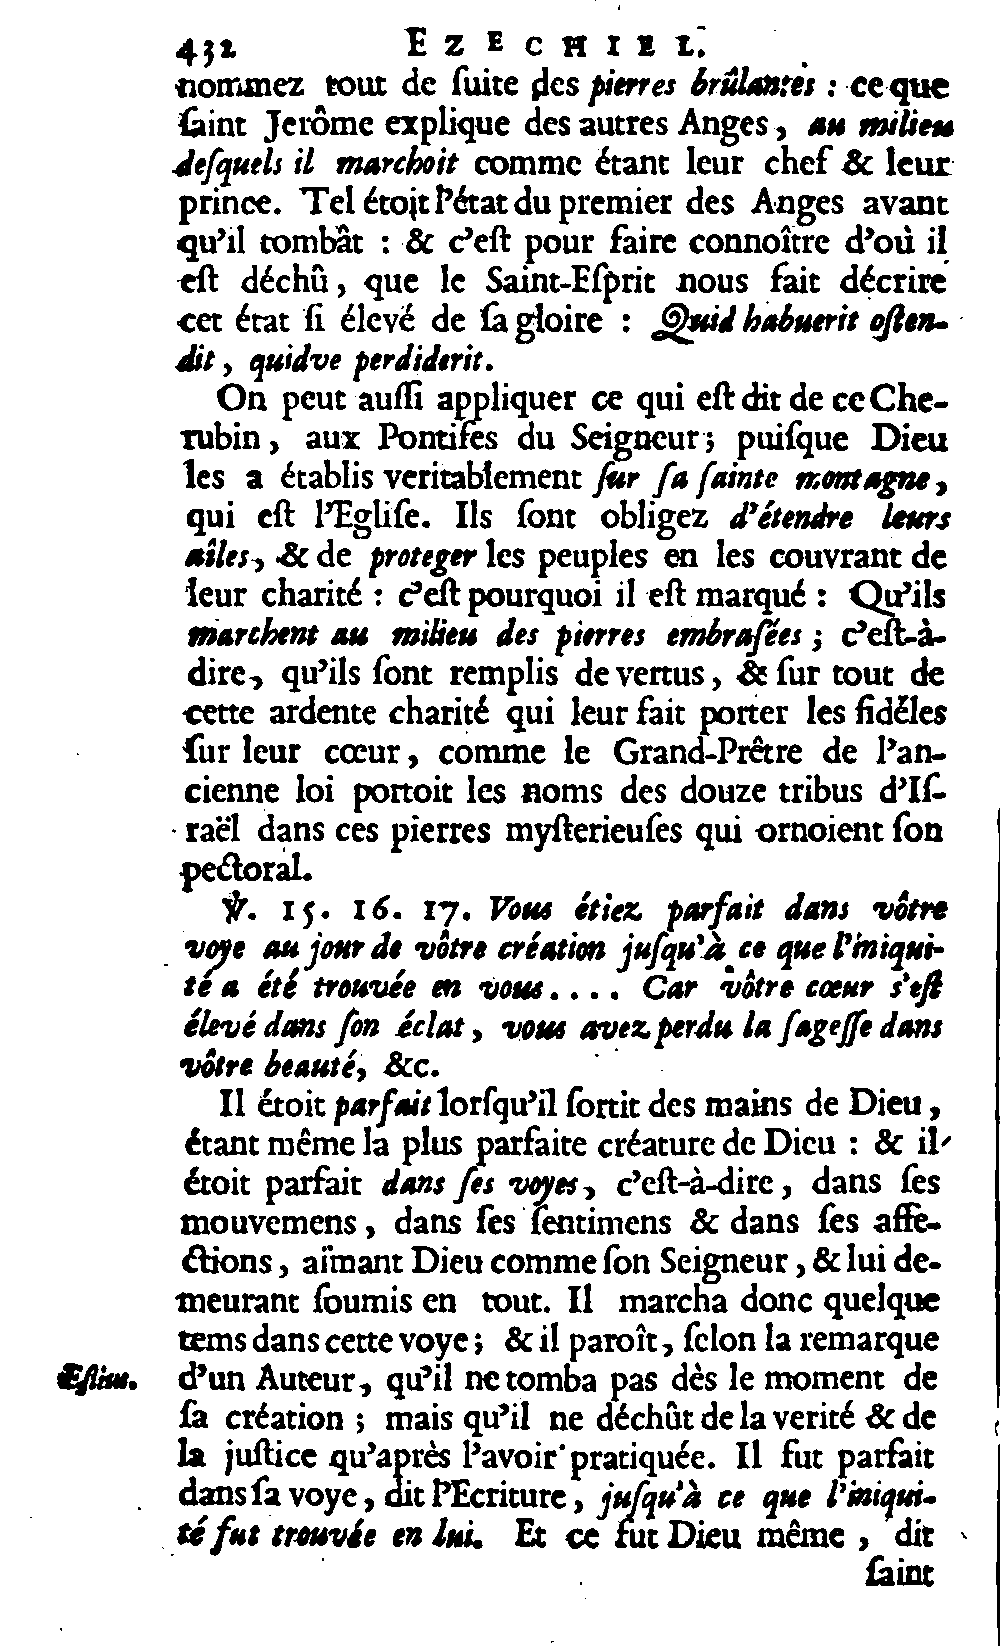 432 EZECHIEL.
nommez tout de ſuite des pierres brûlantes : ce que
ſaint Jerôme explique des autres Anges, au milieu
deſquels il marchoit comme étant leur chef & leur
prince. Tel étoit l'état du premier des Anges avant
qu'il tombât : & c'eſt pour faire connoître d'où il
eſt déchû, que le Saint-Eſprit nous fait décrire
cet état ſi élevé de ſa gloire : Quid habuerit oſten-
dit, quidve perdiderit.
On peut auſſi appliquer ce qui eſt dit de ce Che-
rubin, aux Pontifes du Seigneur; puiſque Dieu
les a établis veritablement ſur ſa ſainte montagne,
qui eſt l'Egliſe. Ils ſont obligez d'étendre leurs
aîles, & de proteger les peuples en les couvrant de
leur charité : c'eſt pourquoi il eſt marqué : Qu'ils
marchent au milieu des pierres embraſées; c'eſt-à-
dire, qu'ils ſont remplis de vertus, & ſur tout de
cette ardente charité qui leur fait porter les fidéles
ſur leur cœur, comme le Grand-Prêtre de l'an-
cienne loi portoit les noms des douze tribus d'Iſ-
raël dans ces pierres myſterieuſes qui ornoient ſon
pectoral.
℣. 15. 16. 17. Vous étiez parfait dans vôtre
voye au jour de vôtre création juſqu'à ce que l'iniqui-
té a été trouvée en vous.... Car vôtre cœur s'eſt
élevé dans ſon éclat, vous avez perdu la ſageſſe dans
vôtre beauté, &c.
Il étoit parfait lorſqu'il ſortit des mains de Dieu,
étant même la plus parfaite créature de Dieu : & il
étoit parfait dans ſes voyes, c'eſt-à-dire, dans ſes
mouvemens, dans ſes ſentimens & dans ſes affe-
ctions, aimant Dieu comme ſon Seigneur, & lui de-
meurant ſoumis en tout. Il marcha donc quelque
tems dans cette voye; & il paroît, ſelon la remarque
Eſtius. d'un Auteur, qu'il ne tomba pas dès le moment de
ſa création; mais qu'il ne déchût de la verité & de
la juſtice qu'après l'avoir pratiquée. Il fut parfait
dans ſa voye, dit l'Ecriture, juſqu'à ce que l'iniqui-
té fut trouvée en lui. Et ce fut Dieu même, dit
ſaint